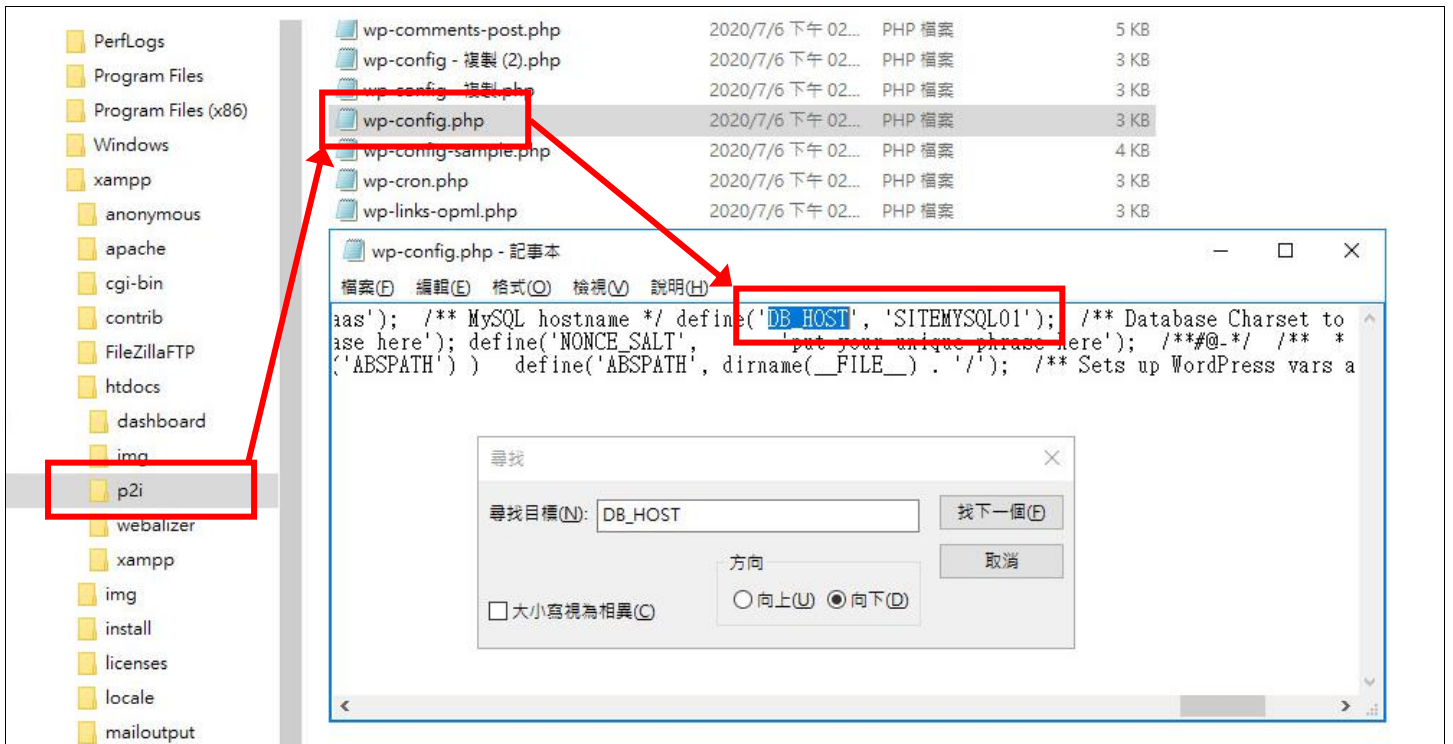 PerfLogs
Program Files
Program Files (x86)
Windows
xampp
anonymous
apache
cgi-bin
contrib
FileZillaFTP
htdocs
dashboard
img
p2i
webalizer
xampp
img
install
licenses
locale
mailoutput
wp-comments-post.php 2020/7/6 下午 02... PHP 檔案 5 KB
wp-config - 複製 (2).php 2020/7/6 下午 02... PHP 檔案 3 KB
wp-config - 複製.php 2020/7/6 下午 02... PHP 檔案 3 KB
wp-config.php 2020/7/6 下午 02... PHP 檔案 3 KB
wp-config-sample.php 2020/7/6 下午 02... PHP 檔案 4 KB
wp-cron.php 2020/7/6 下午 02... PHP 檔案 3 KB
wp-links-opml.php 2020/7/6 下午 02... PHP 檔案 3 KB
wp-config.php - 記事本
檔案(F) 編輯(E) 格式(O) 檢視(V) 說明(H)
aas'); /** MySQL hostname */ define('DB_HOST', 'SITEMYSQL01'); /** Database Charset to
ase here'); define('NONCE_SALT', 'put your unique phrase here'); /**#@-*/ /** *
('ABSPATH') ) define('ABSPATH', dirname(__FILE__) . '/'); /** Sets up WordPress vars a
尋找
尋找目標(N): DB_HOST 找下一個(F)
方向 取消
大小寫視為相異(C) 向上(U) 向下(D)